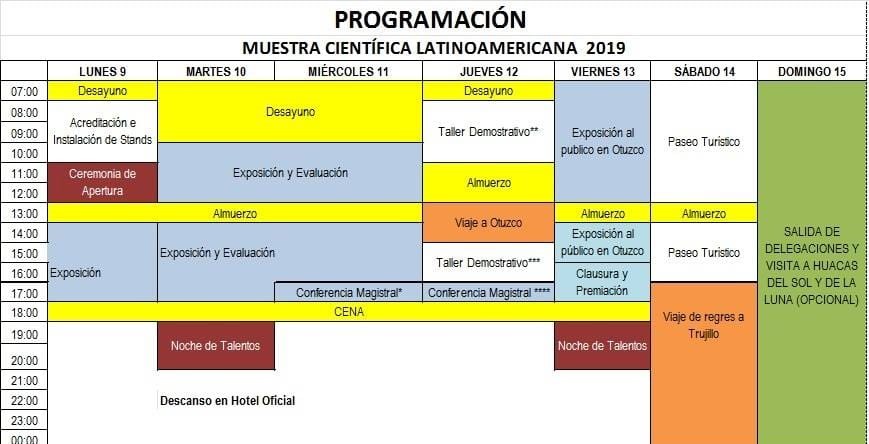 PROGRAMACIÓN
MUESTRA CIENTÍFICA LATINOAMERICANA 2019
LUNES 9 MARTES 10 MIÉRCOLES 11 JUEVES 12 VIERNES 13 SÁBADO 14 DOMINGO 15
07:00 Desayuno Desayuno
08:00
09:00
10:00
Acreditación e
Instalación de Stands
Desayuno
Taller Demostrativo**
Exposición al
publico en Otuzco
Paseo Turístico
11:00
12:00
Ceremonia de
Apertura
Exposición y Evaluación
Almuerzo
13:00 Almuerzo Almuerzo Almuerzo
Viaje a Otuzco
14:00
15:00
16:00
17:00
Exposición
Exposición y Evaluación
Taller Demostrativo***
Exposición al
público en Otuzco
Clausura y
Premiación
Paseo Turístico
Conferencia Magistral* Conferencia Magistral ****
18:00 CENA
19:00
20:00
21:00
22:00
23:00
00:00
Noche de Talentos Noche de Talentos
Viaje de regres a
Trujillo
Descanso en Hotel Oficial
SALIDA DE
DELEGACIONES Y
VISITA A HUACAS
DEL SOL Y DE LA
LUNA (OPCIONAL)